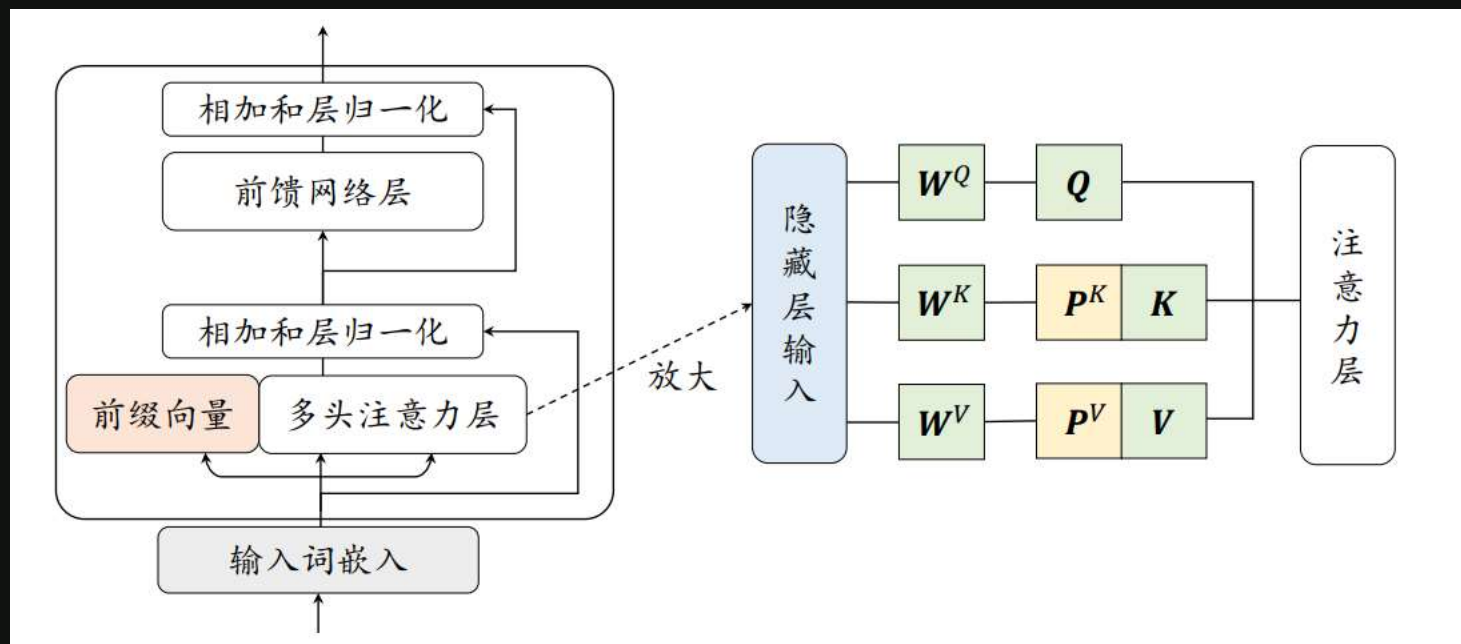 相加和层归一化
前馈网络层
相加和层归一化
前缀向量
多头注意力层
输入词嵌入
放大
隐藏层输入
W^Q
Q
W^K
P^K
K
W^V
P^V
V
注意力层